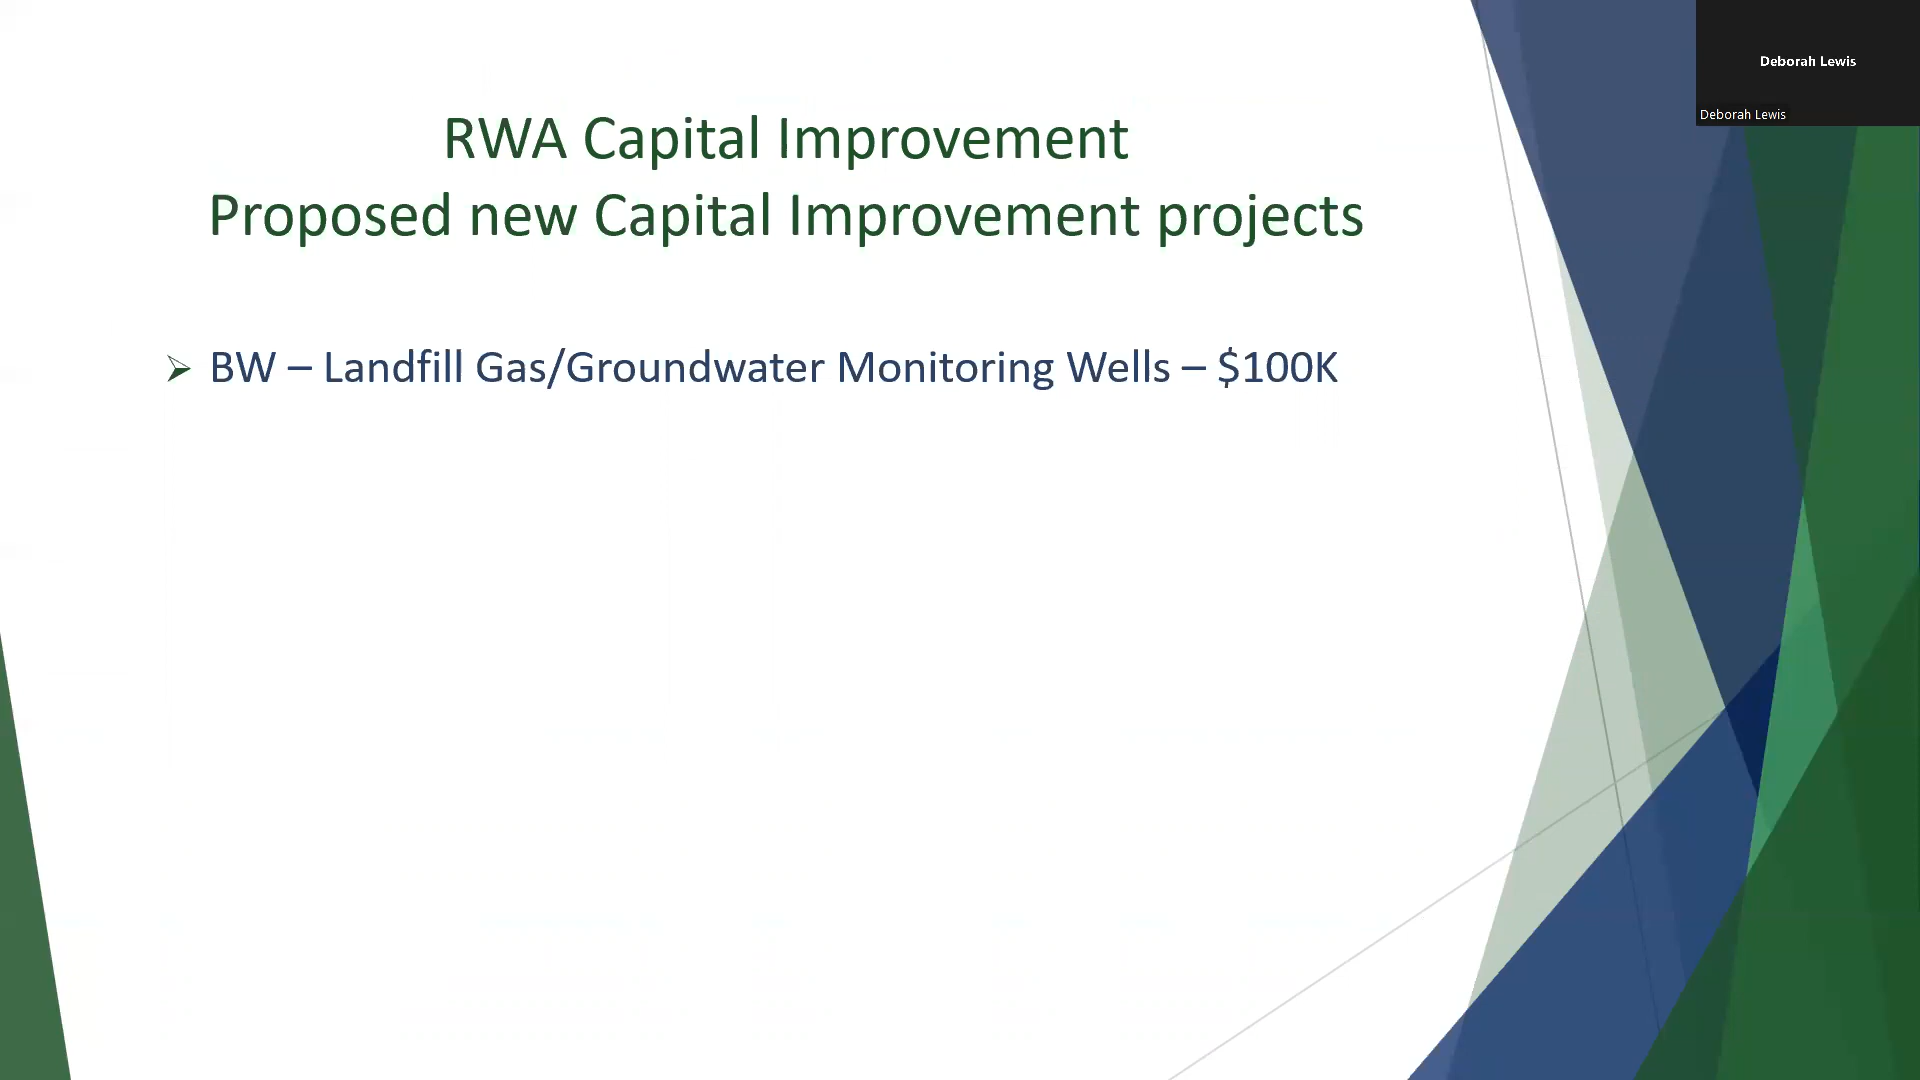 Deborah Lewis
Deborah Lewis
RWA Capital Improvement
Proposed new Capital Improvement projects
➢ BW – Landfill Gas/Groundwater Monitoring Wells – $100K